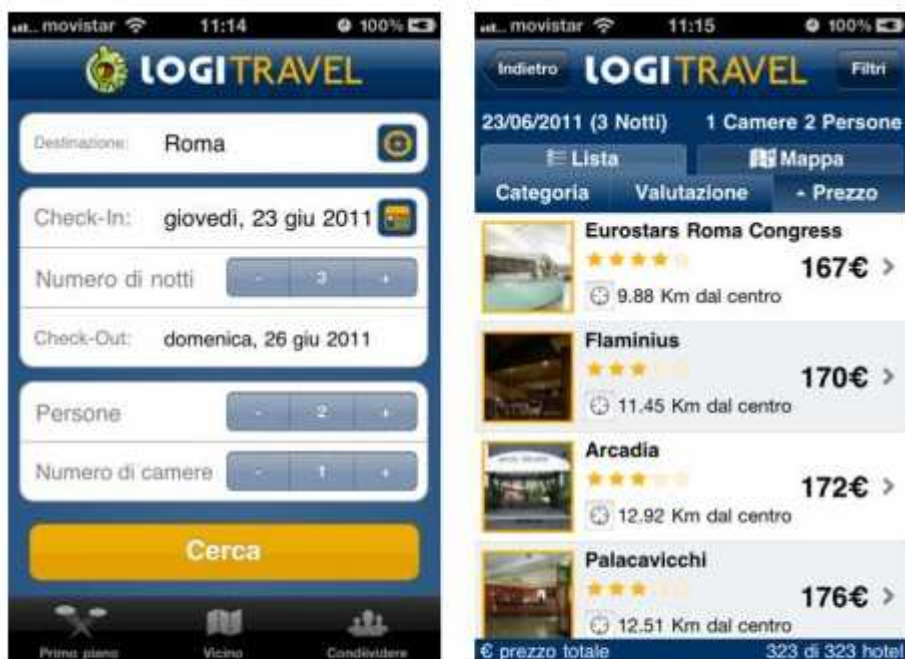 movistar 11:14 100%
LOGITRAVEL
Destinazione: Roma
Check-In: giovedì, 23 giu 2011
Numero di notti - 3 +
Check-Out: domenica, 26 giu 2011
Persone - 2 +
Numero di camere - 1 +
Cerca
Primo piano Vicino Condividere
movistar 11:15 100%
Indietro LOGITRAVEL Filtri
23/06/2011 (3 Notti) 1 Camere 2 Persone
Lista Mappa
Categoria Valutazione Prezzo
Eurostars Roma Congress
167€
9.88 Km dal centro
Flaminius
170€
11.45 Km dal centro
Arcadia
172€
12.92 Km dal centro
Palacavicchi
176€
12.51 Km dal centro
€ prezzo totale 323 di 323 hotel